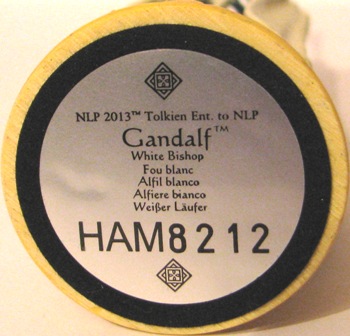 NLP 2013™ Tolkien Ent. to NLP
Gandalf™
White Bishop
Fou blanc
Alfil blanco
Alfiere bianco
Weißer Läufer
HAM8212